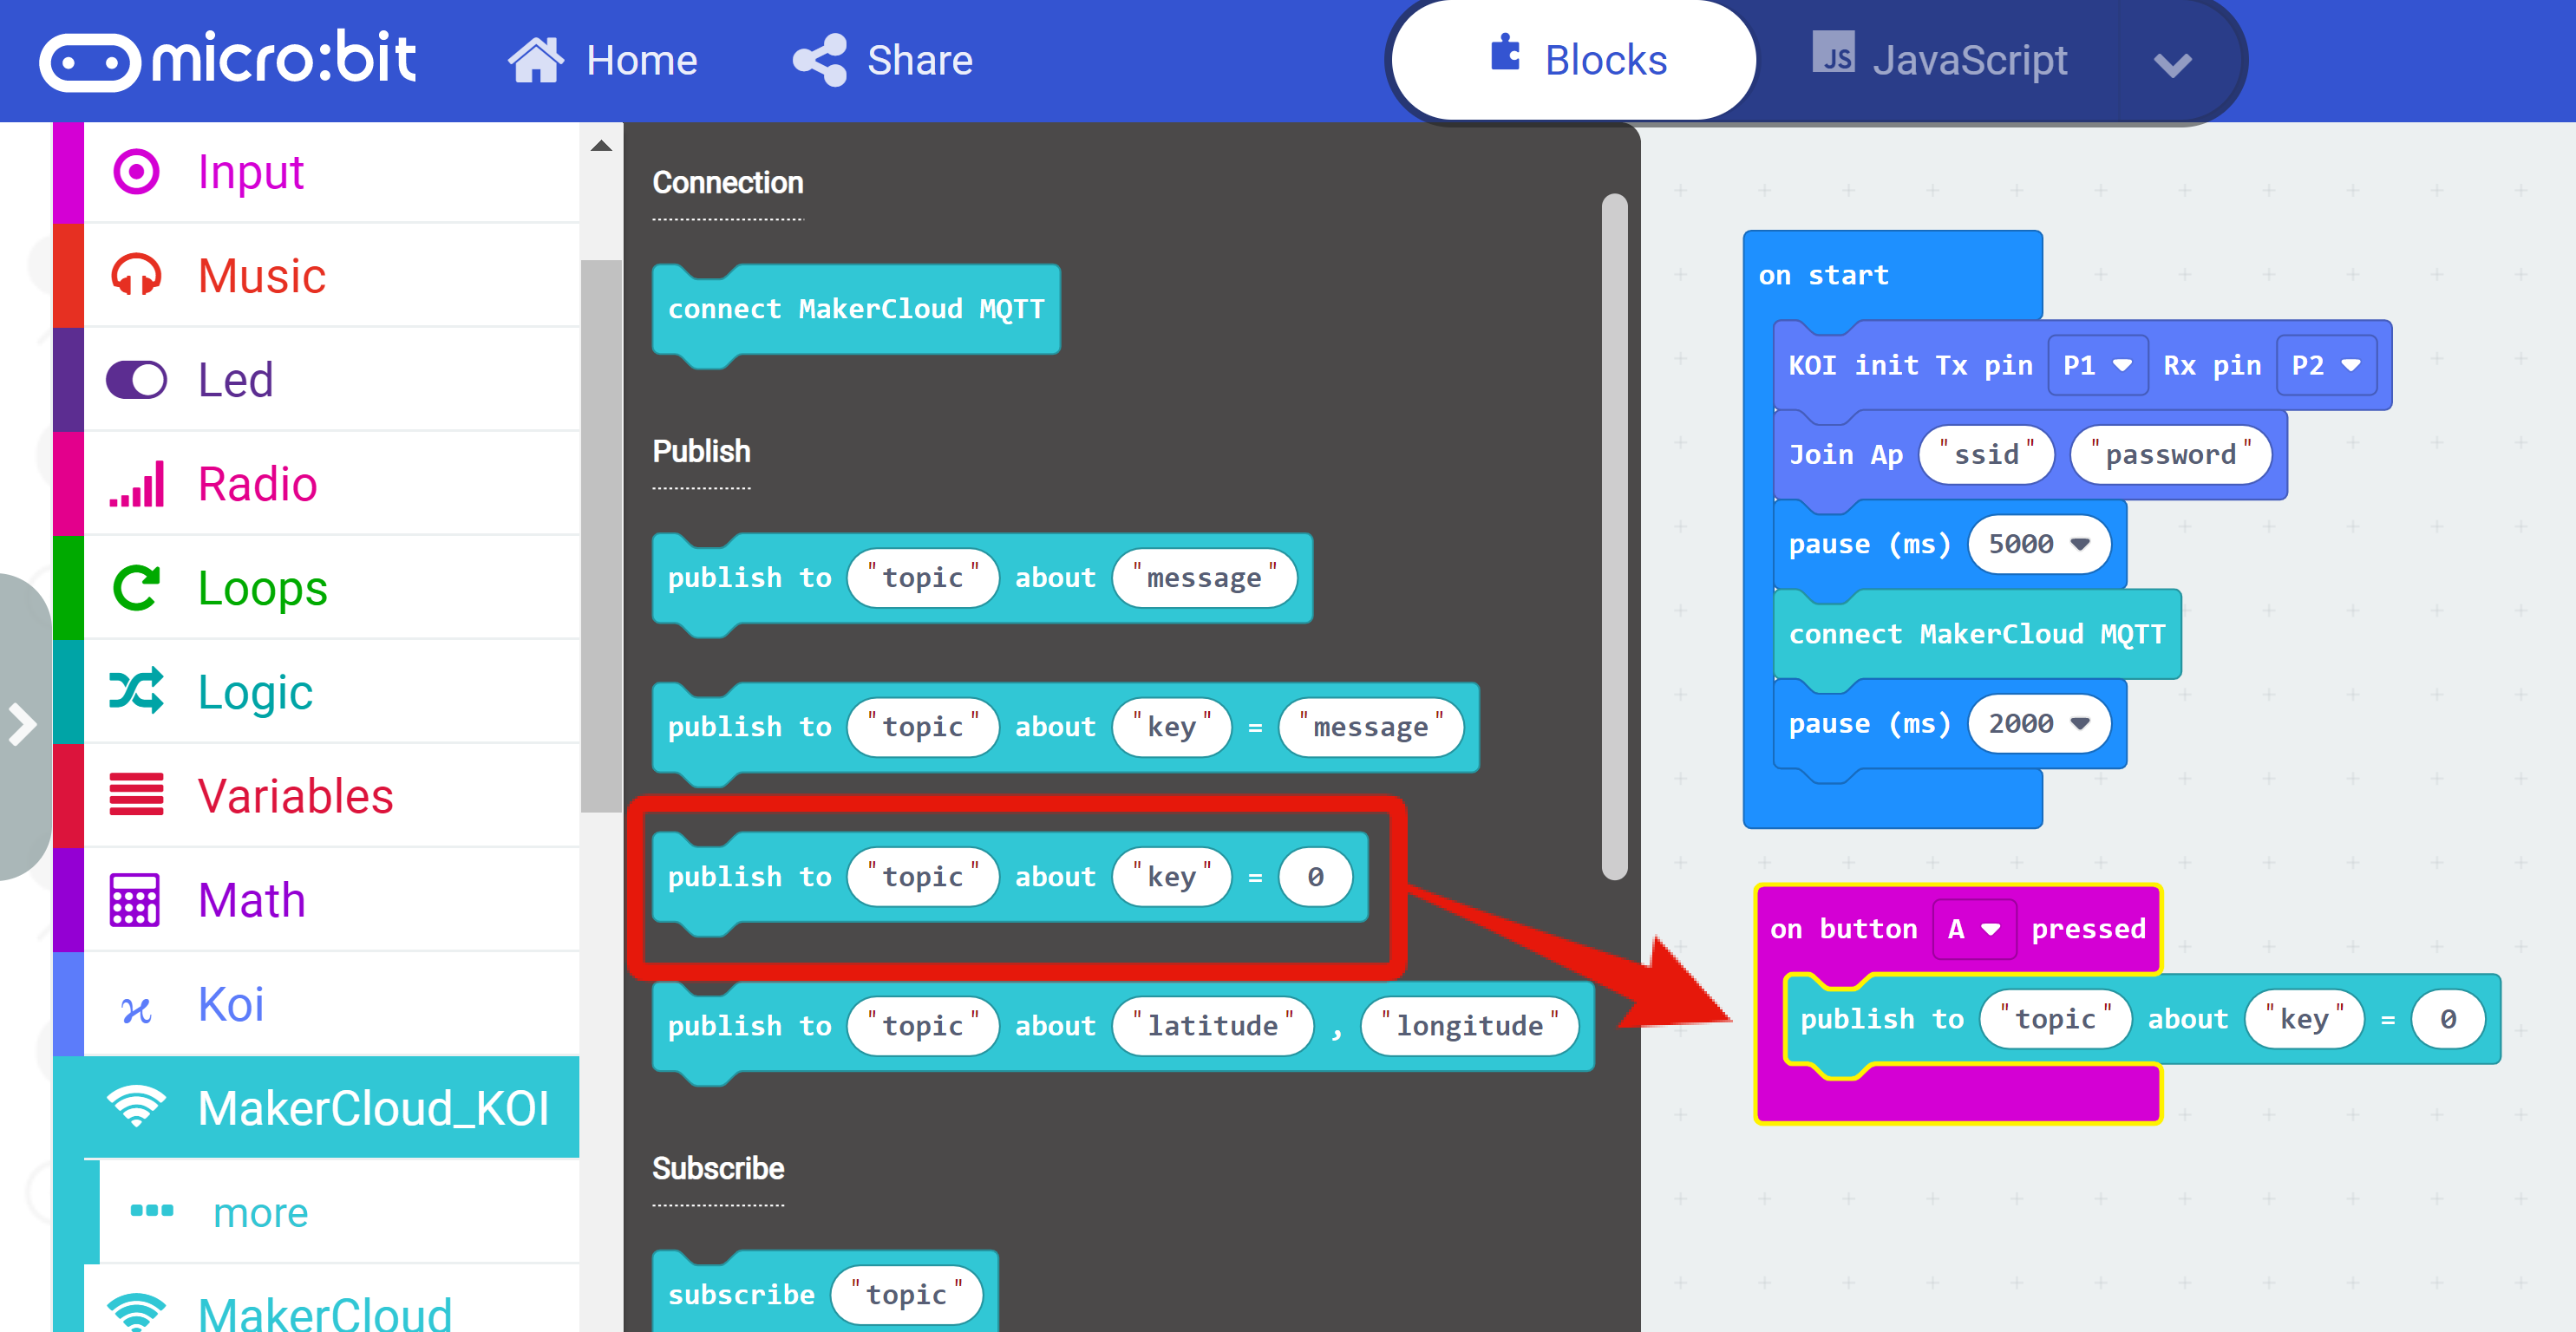 micro:bit Home Share Blocks JS JavaScript
Input
Music
Led
Radio
Loops
Logic
Variables
Math
Koi
MakerCloud_KOI
more
MakerCloud
Connection
connect MakerCloud MQTT
Publish
publish to "topic" about "message"
publish to "topic" about "key" = "message"
publish to "topic" about "key" = 0
publish to "topic" about "latitude" , "longitude"
Subscribe
subscribe "topic"
on start
KOI init Tx pin P1 Rx pin P2
Join Ap "ssid" "password"
pause (ms) 5000
connect MakerCloud MQTT
pause (ms) 2000
on button A pressed
publish to "topic" about "key" = 0